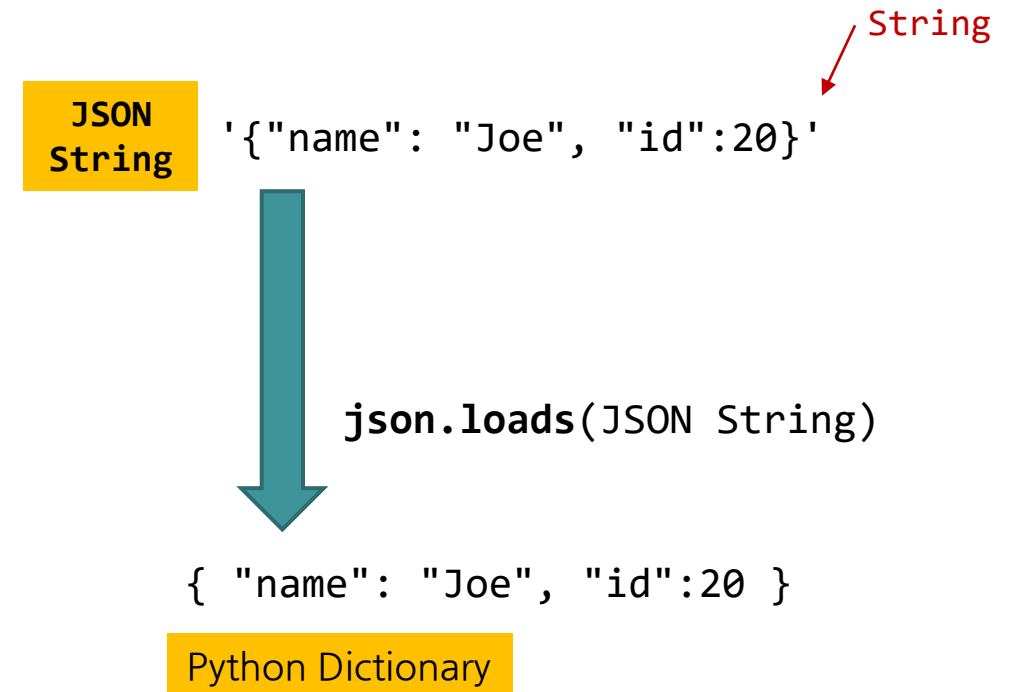 String
JSON
String
'{"name": "Joe", "id":20}'
json.loads(JSON String)
{ "name": "Joe", "id":20 }
Python Dictionary